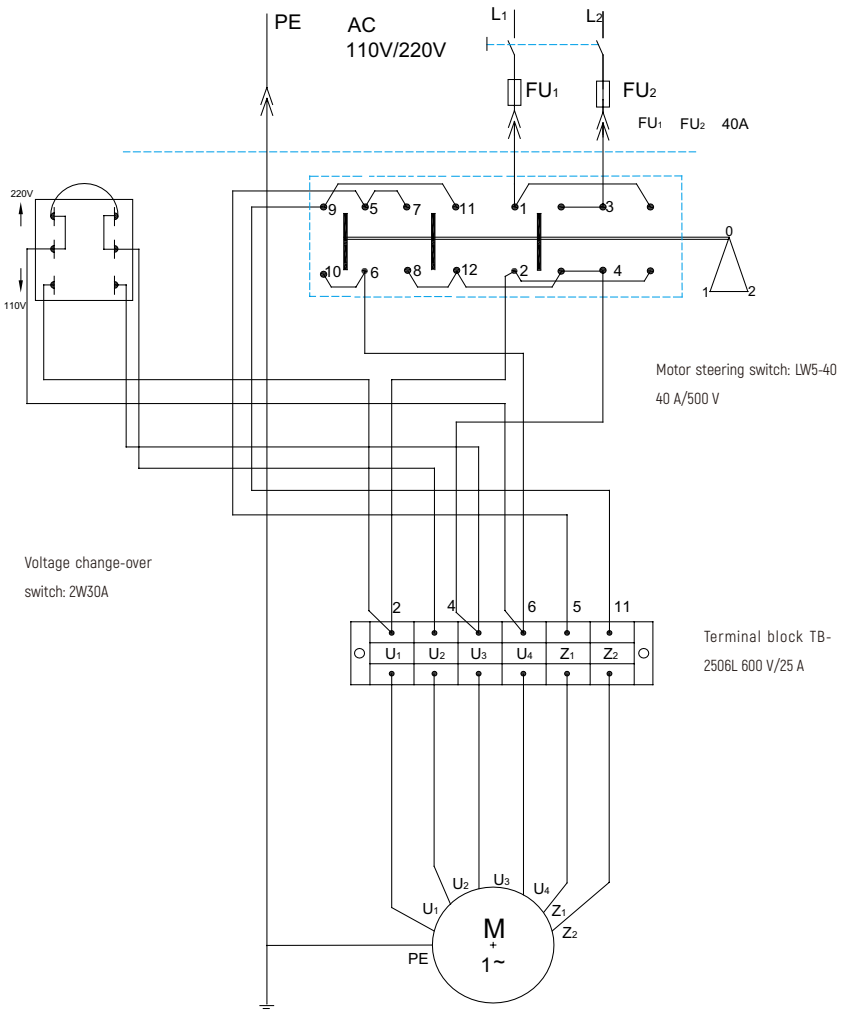 PE
AC
110V/220V
L1
L2
FU1
FU2
FU1 FU2 40A
220V
110V
9 5 7 11 1 3
10 6 8 12 2 4
0
1 2
Motor steering switch: LW5-40
40 A/500 V
Voltage change-over
switch: 2W30A
2 4 6 5 11
U1 U2 U3 U4 Z1 Z2
Terminal block TB-
2506L 600 V/25 A
U1
U2
U3
U4
Z1
Z2
PE
M
1~